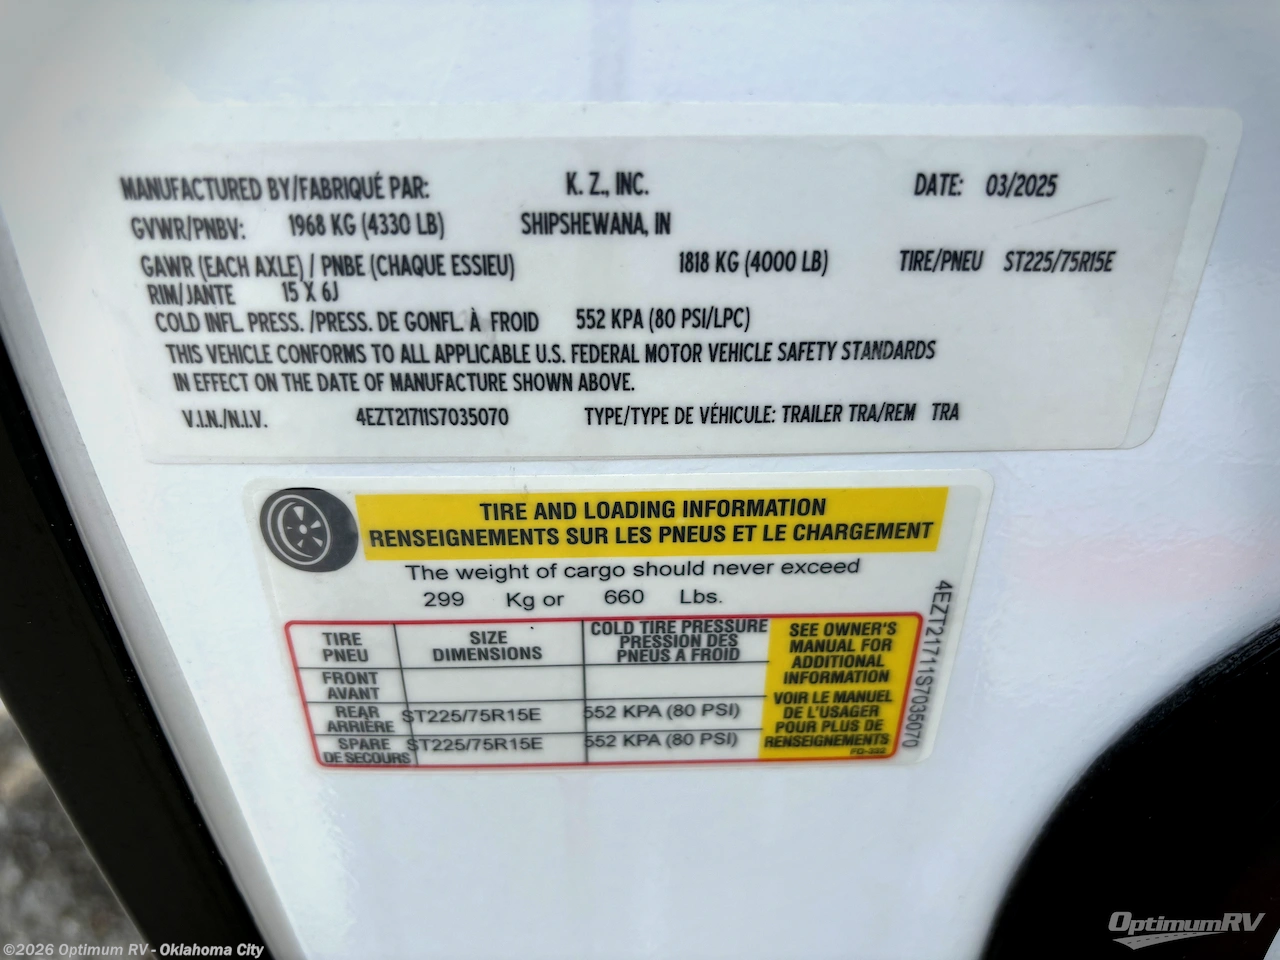 MANUFACTURED BY/FABRIQUÉ PAR: K. Z., INC. DATE: 03/2025
GVWR/PNBV: 1968 KG (4330 LB) SHIPSHEWANA, IN
GAWR (EACH AXLE) / PNBE (CHAQUE ESSIEU) 1818 KG (4000 LB) TIRE/PNEU ST225/75R15E
RIM/JANTE 15 X 6J
COLD INFL. PRESS. /PRESS. DE GONFL. À FROID 552 KPA (80 PSI/LPC)
THIS VEHICLE CONFORMS TO ALL APPLICABLE U.S. FEDERAL MOTOR VEHICLE SAFETY STANDARDS
IN EFFECT ON THE DATE OF MANUFACTURE SHOWN ABOVE.
V.I.N./N.I.V. 4EZT21711S7035070 TYPE/TYPE DE VÉHICULE: TRAILER TRA/REM TRA
TIRE AND LOADING INFORMATION
RENSEIGNEMENTS SUR LES PNEUS ET LE CHARGEMENT
The weight of cargo should never exceed
299 Kg or 660 Lbs.
TIRE
PNEU
SIZE
DIMENSIONS
COLD TIRE PRESSURE
PRESSION DES
PNEUS A FROID
FRONT
AVANT
REAR
ARRIÈRE
ST225/75R15E
552 KPA (80 PSI)
SPARE
DE SECOURS
ST225/75R15E
552 KPA (80 PSI)
SEE OWNER'S
MANUAL FOR
ADDITIONAL
INFORMATION
VOIR LE MANUEL
DE L'USAGER
POUR PLUS DE
RENSEIGNEMENTS
4EZT21711S7035070
©2026 Optimum RV - Oklahoma City
OptimumRV